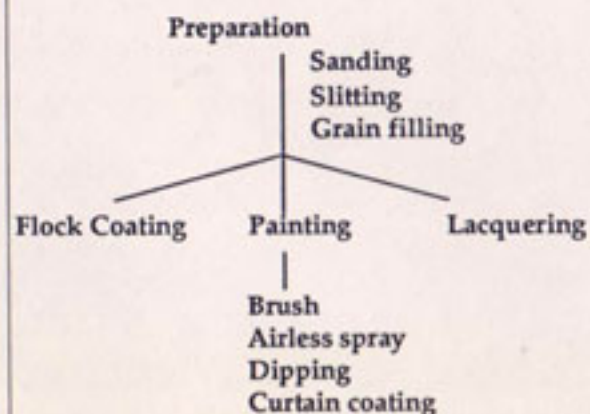 Preparation
Sanding
Slitting
Grain filling
Flock Coating Painting Lacquering
Brush
Airless spray
Dipping
Curtain coating